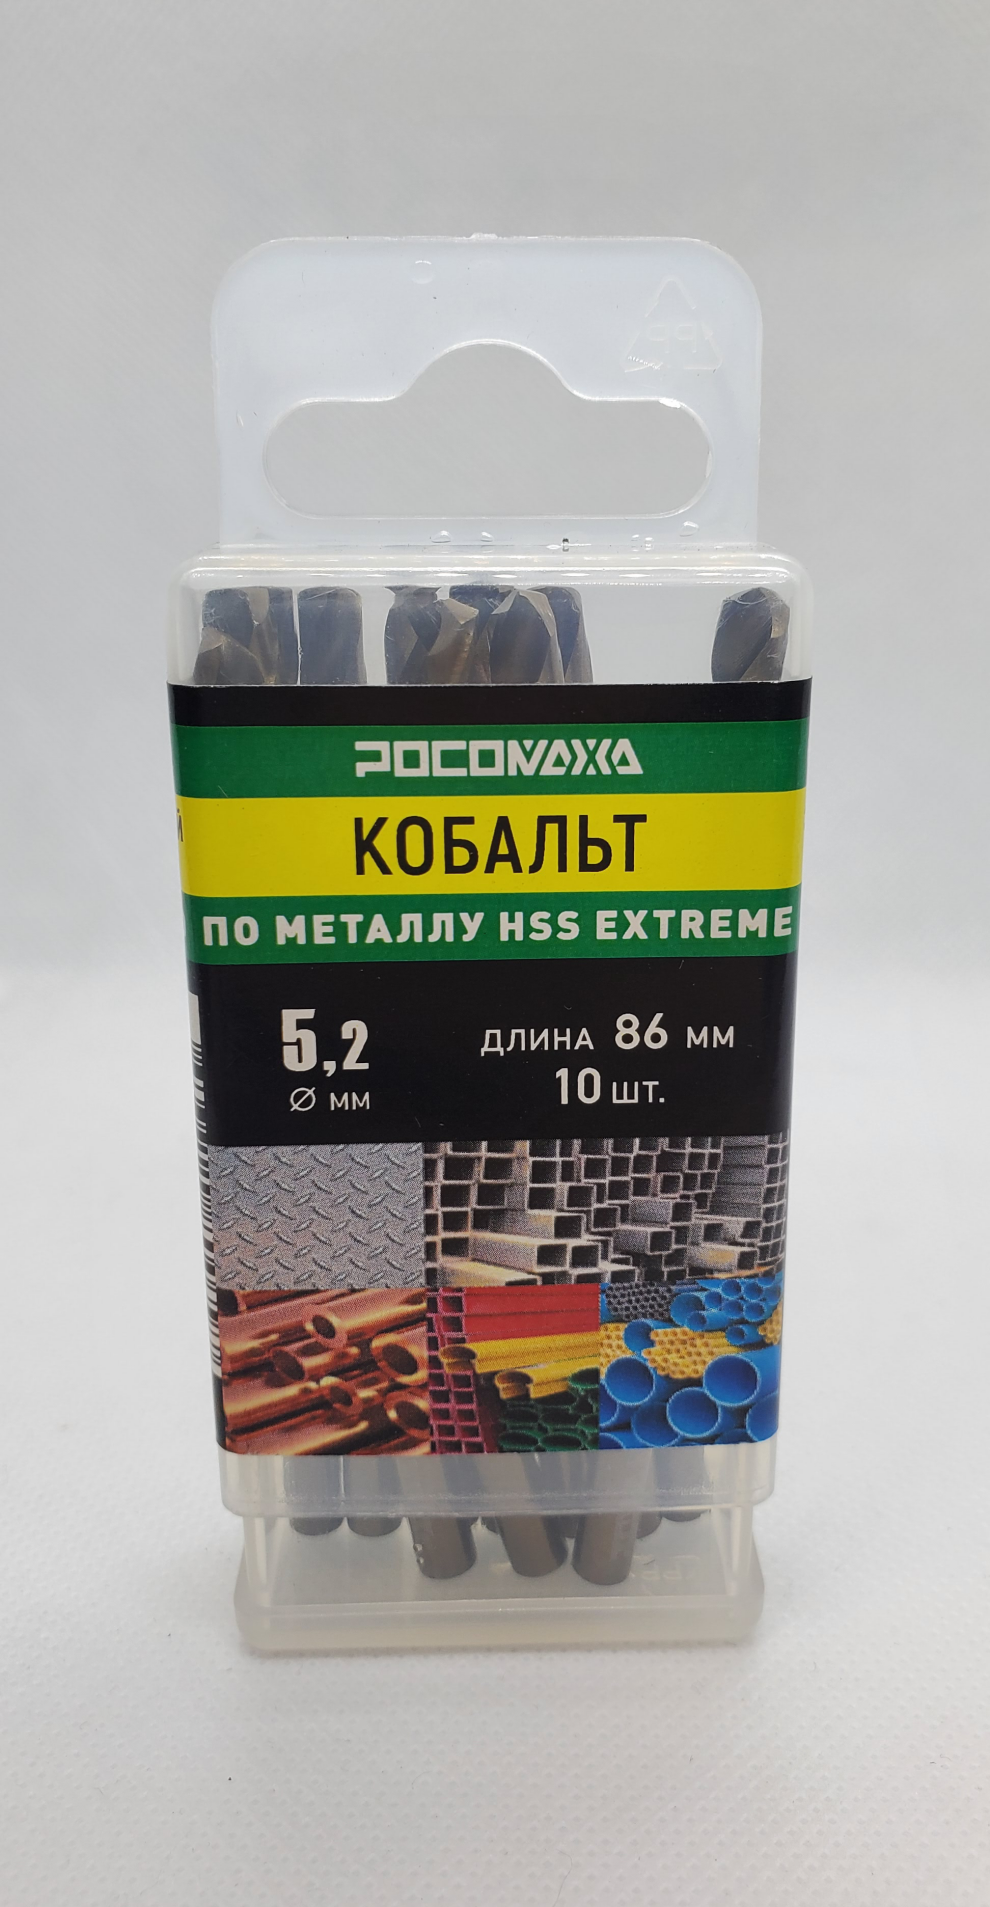 РОСОМАХА
КОБАЛЬТ
ПО МЕТАЛЛУ HSS EXTREME
5,2
Ø ММ
ДЛИНА 86 ММ
10 ШТ.